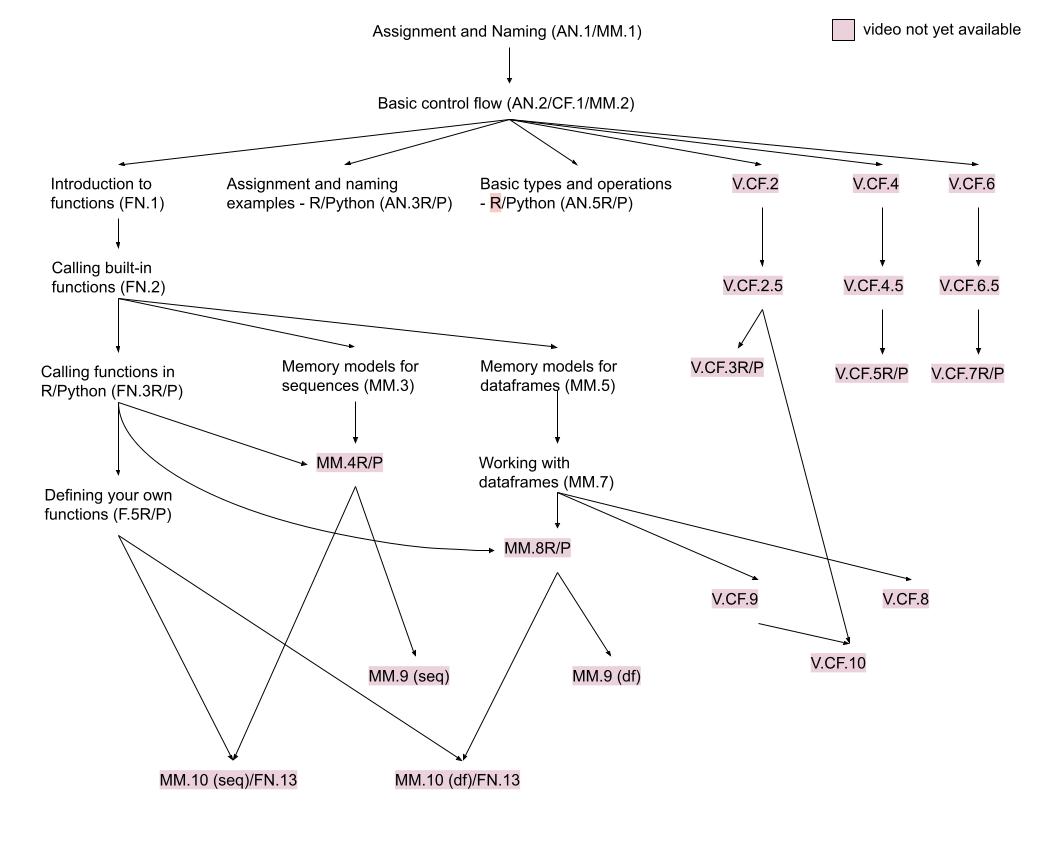 Assignment and Naming (AN.1/MM.1)
video not yet available
Basic control flow (AN.2/CF.1/MM.2)
Introduction to
functions (FN.1)
Assignment and naming
examples - R/Python (AN.3R/P)
Basic types and operations
- R/Python (AN.5R/P)
V.CF.2
V.CF.4
V.CF.6
Calling built-in
functions (FN.2)
V.CF.2.5
V.CF.4.5
V.CF.6.5
Calling functions in
R/Python (FN.3R/P)
Memory models for
sequences (MM.3)
Memory models for
dataframes (MM.5)
V.CF.3R/P
V.CF.5R/P
V.CF.7R/P
MM.4R/P
Working with
dataframes (MM.7)
Defining your own
functions (F.5R/P)
MM.8R/P
V.CF.9
V.CF.8
MM.9 (seq)
MM.9 (df)
V.CF.10
MM.10 (seq)/FN.13
MM.10 (df)/FN.13